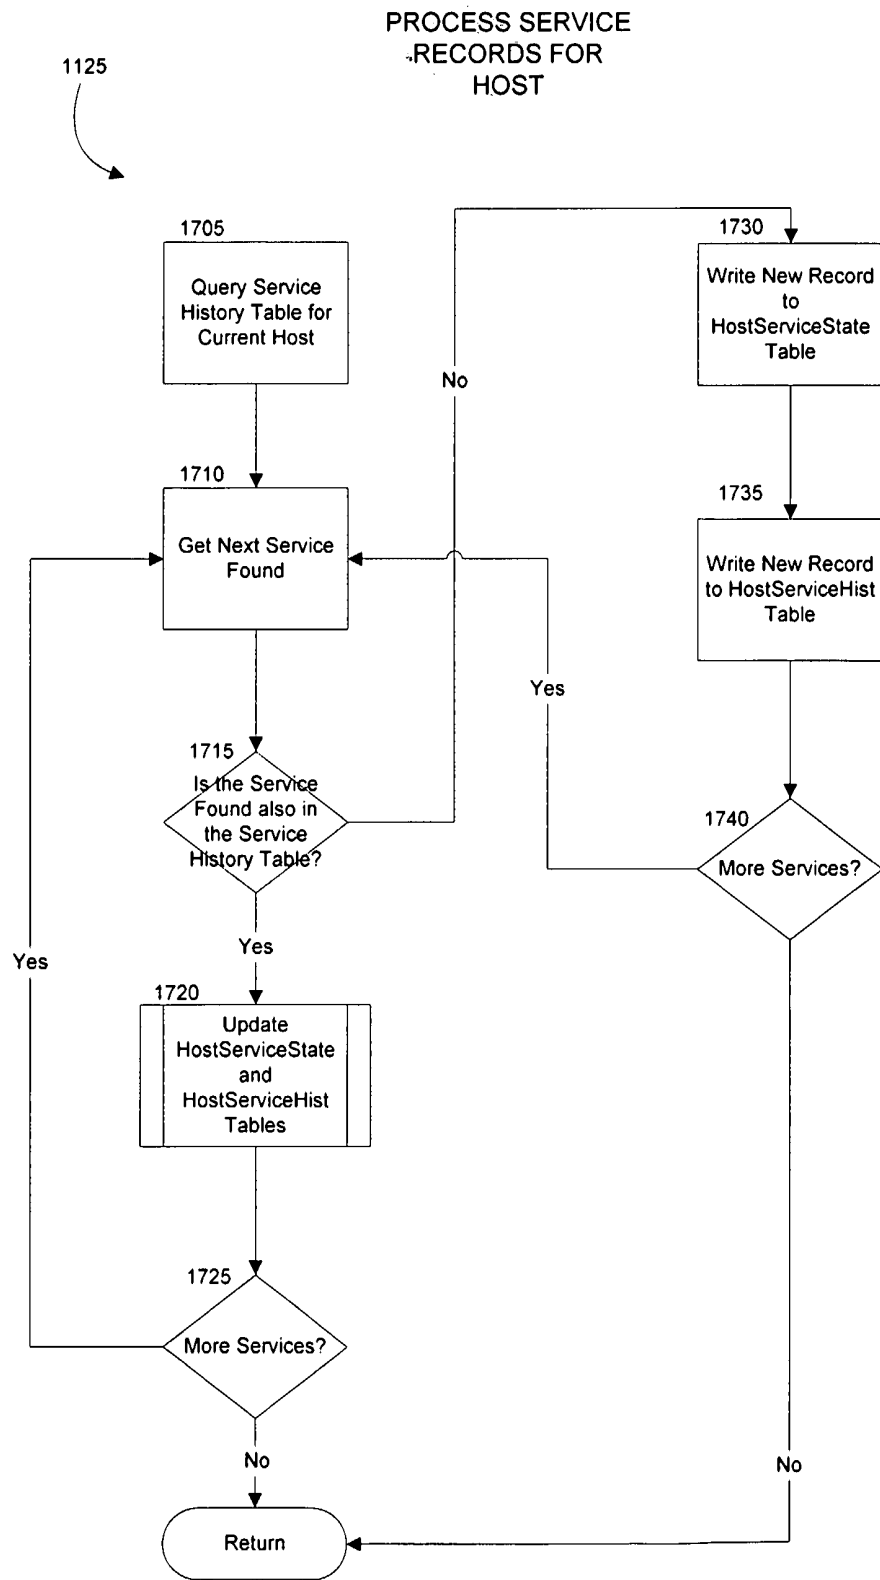 PROCESS SERVICE
RECORDS FOR
HOST
1125
1705
Query Service
History Table for
Current Host
1710
Get Next Service
Found
1715
Is the Service
Found also in
the Service
History Table?
No
Yes
1720
Update
HostServiceState
and
HostServiceHist
Tables
1725
More Services?
Yes
No
Return
1730
Write New Record
to
HostServiceState
Table
1735
Write New Record
to HostServiceHist
Table
1740
More Services?
Yes
No